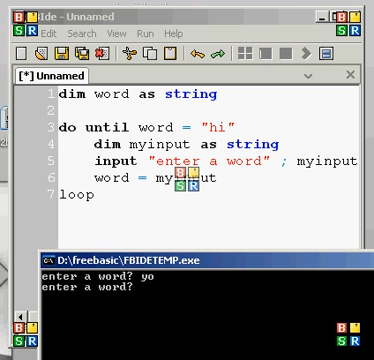 BIde - Unnamed
Edit Search View Run Help
[*] Unnamed
1 dim word as string
2
3 do until word = "hi"
4 dim myinput as string
5 input "enter a word" ; myinput
6 word = myinput
7 loop
D:\freebasic\FBIDETEMP.exe
enter a word? yo
enter a word?
B
S R
B
S R
B
S R
B
S R
B
S R